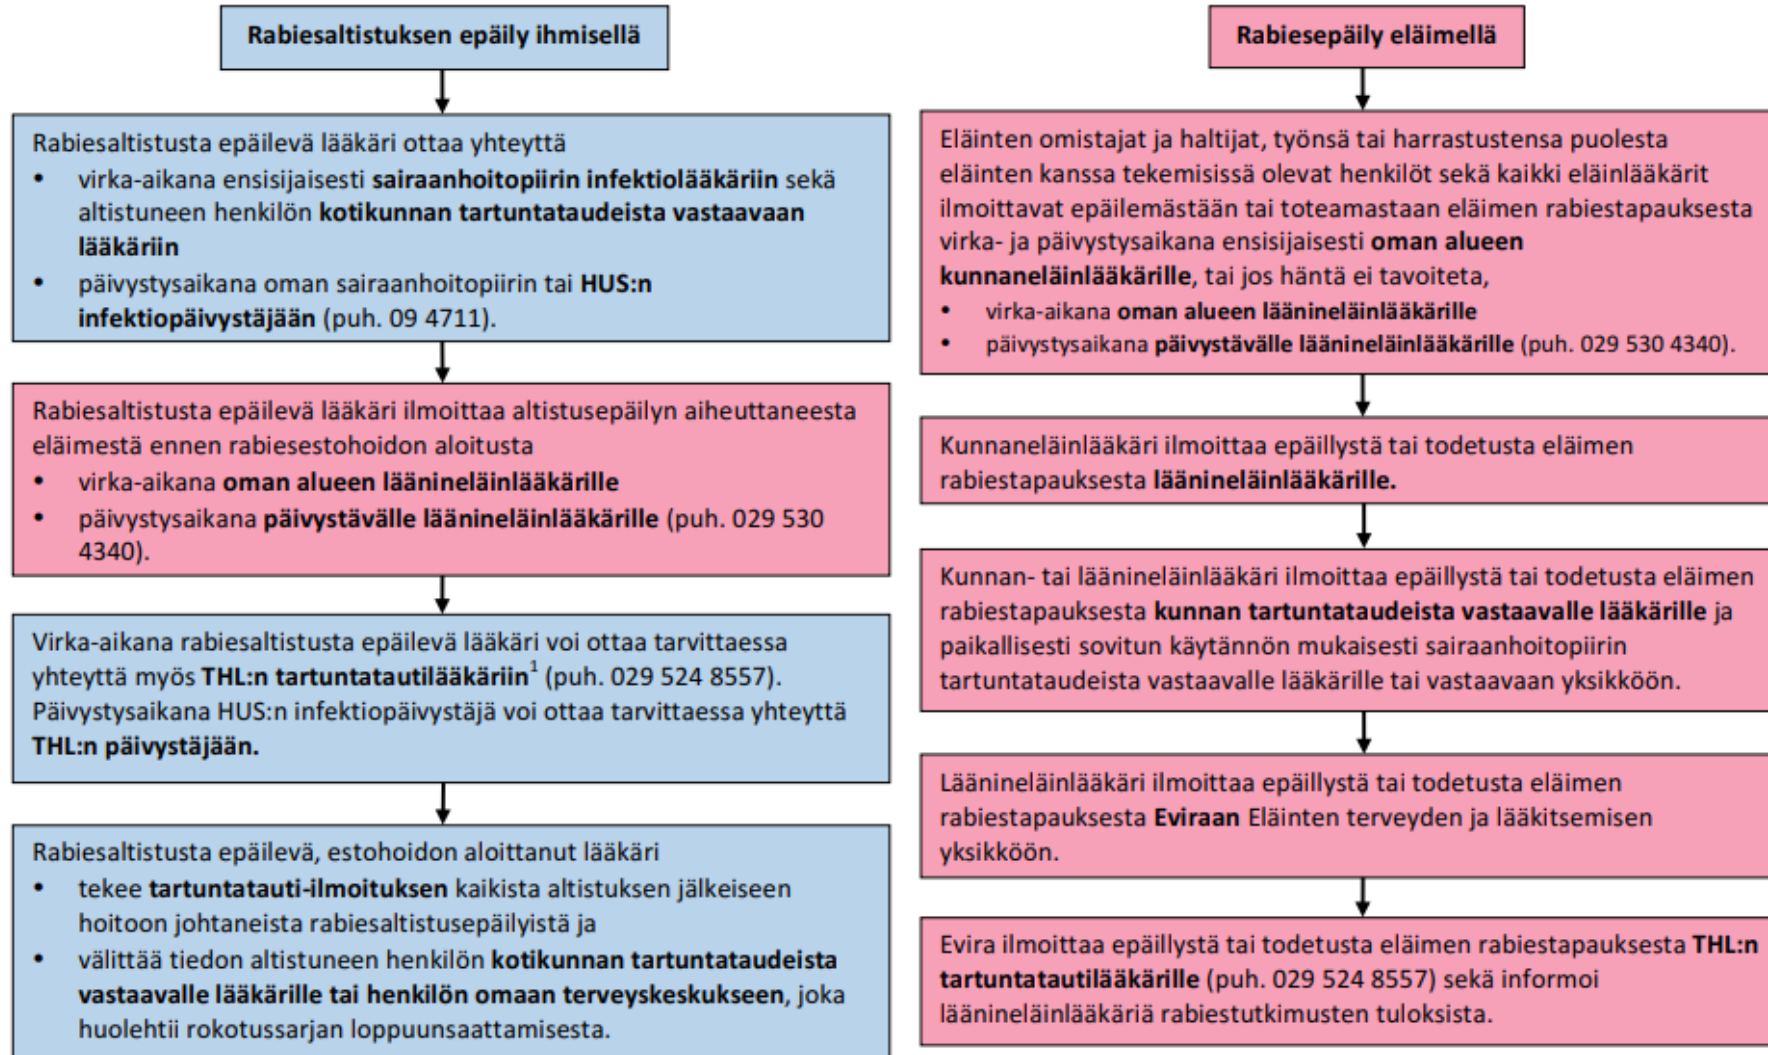 Rabiesaltistuksen epäily ihmisellä
Rabiesaltistusta epäilevä lääkäri ottaa yhteyttä
• virka-aikana ensisijaisesti sairaanhoitopiirin infektiolääkäriin sekä
altistuneen henkilön kotikunnan tartuntataudeista vastaavaan
lääkäriin
• päivystysaikana oman sairaanhoitopiirin tai HUS:n
infektiopäivystäjään (puh. 09 4711).
Rabiesaltistusta epäilevä lääkäri ilmoittaa altistusepäilyn aiheuttaneesta
eläimestä ennen rabiesestohoidon aloitusta
• virka-aikana oman alueen läänineläinlääkärille
• päivystysaikana päivystävälle läänineläinlääkärille (puh. 029 530
4340).
Virka-aikana rabiesaltistusta epäilevä lääkäri voi ottaa tarvittaessa
yhteyttä myös THL:n tartuntatautilääkäriin¹ (puh. 029 524 8557).
Päivystysaikana HUS:n infektiopäivystäjä voi ottaa tarvittaessa yhteyttä
THL:n päivystäjään.
Rabiesaltistusta epäilevä, estohoidon aloittanut lääkäri
• tekee tartuntatauti-ilmoituksen kaikista altistuksen jälkeiseen
hoitoon johtaneista rabiesaltistusepäilyistä ja
• välittää tiedon altistuneen henkilön kotikunnan tartuntataudeista
vastaavalle lääkärille tai henkilön omaan terveyskeskukseen, joka
huolehtii rokotussarjan loppuunsaattamisesta.
Rabiesepäily eläimellä
Eläinten omistajat ja haltijat, työnsä tai harrastustensa puolesta
eläinten kanssa tekemisissä olevat henkilöt sekä kaikki eläinlääkärit
ilmoittavat epäilemästään tai toteamastaan eläimen rabiestapauksesta
virka- ja päivystysaikana ensisijaisesti oman alueen
kunnaneläinlääkärille, tai jos häntä ei tavoiteta,
• virka-aikana oman alueen läänineläinlääkärille
• päivystysaikana päivystävälle läänineläinlääkärille (puh. 029 530 4340).
Kunnaneläinlääkäri ilmoittaa epäillystä tai todetusta eläimen
rabiestapauksesta läänineläinlääkärille.
Kunnan- tai läänineläinlääkäri ilmoittaa epäillystä tai todetusta eläimen
rabiestapauksesta kunnan tartuntataudeista vastaavalle lääkärille ja
paikallisesti sovitun käytännön mukaisesti sairaanhoitopiirin
tartuntataudeista vastaavalle lääkärille tai vastaavaan yksikköön.
Läänineläinlääkäri ilmoittaa epäillystä tai todetusta eläimen
rabiestapauksesta Eviraan Eläinten terveyden ja lääkitsemisen
yksikköön.
Evira ilmoittaa epäillystä tai todetusta eläimen rabiestapauksesta THL:n
tartuntatautilääkärille (puh. 029 524 8557) sekä informoi
läänineläinlääkäriä rabiestutkimusten tuloksista.